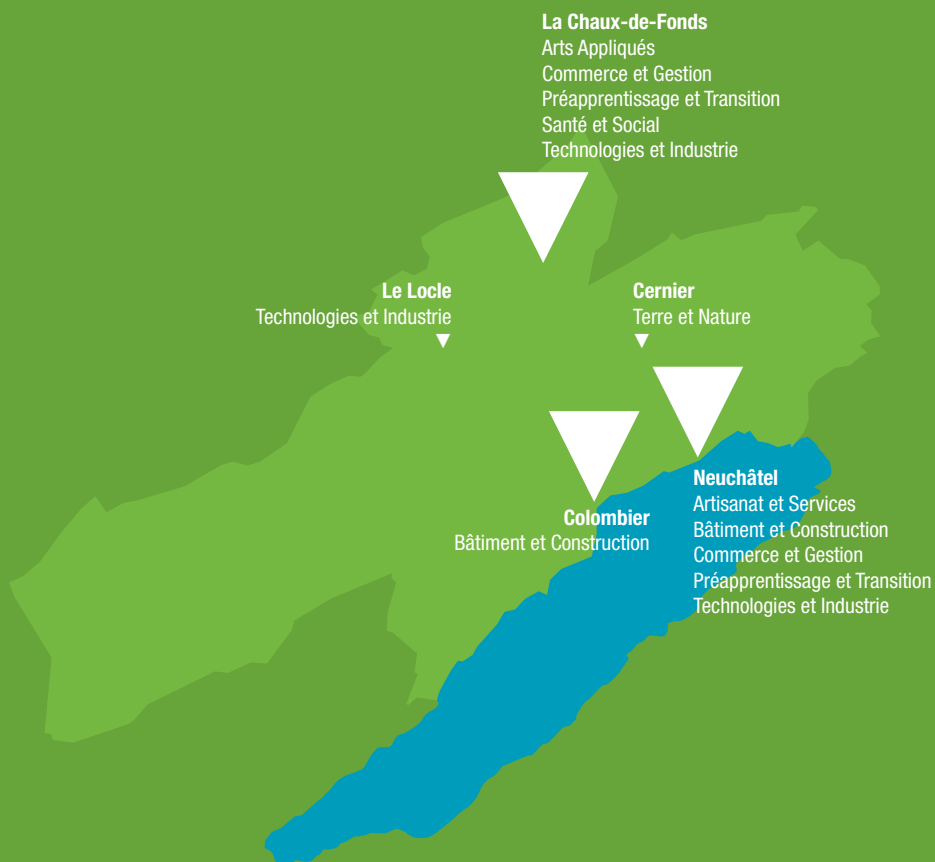 La Chaux-de-Fonds
Arts Appliqués
Commerce et Gestion
Préapprentissage et Transition
Santé et Social
Technologies et Industrie
Le Locle
Technologies et Industrie
Cernier
Terre et Nature
Colombier
Bâtiment et Construction
Neuchâtel
Artisanat et Services
Bâtiment et Construction
Commerce et Gestion
Préapprentissage et Transition
Technologies et Industrie